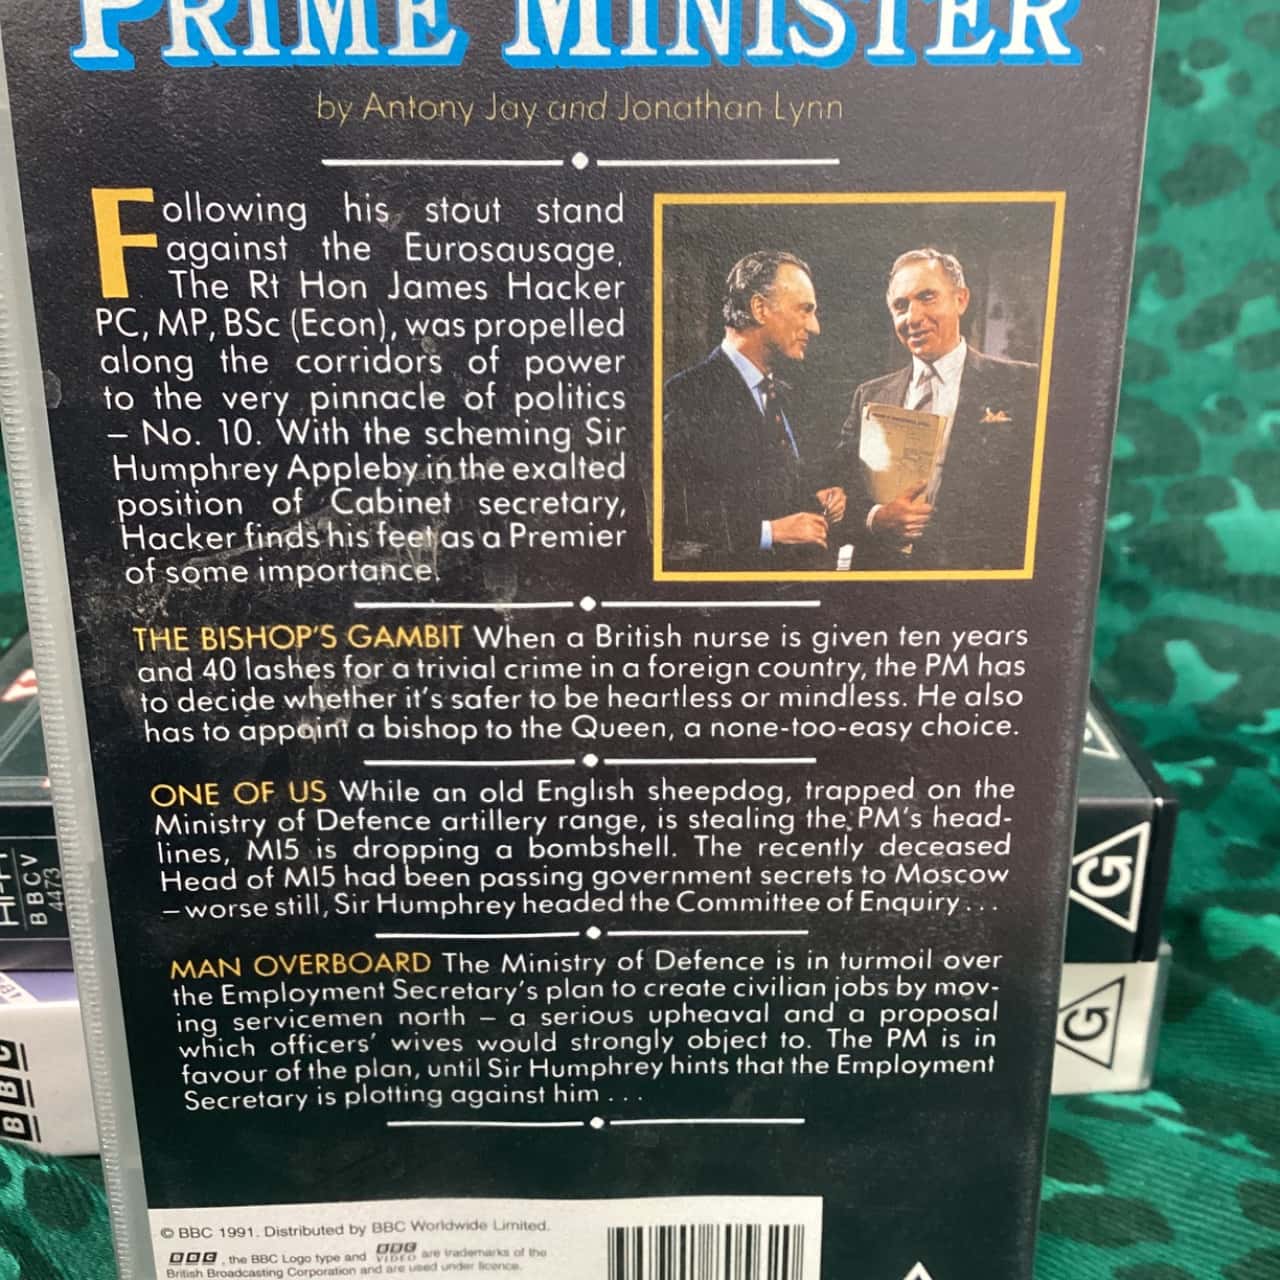 PRIME MINISTER
by Antony Jay and Jonathan Lynn
Following his stout stand
against the Eurosausage,
The Rt Hon James Hacker
PC, MP, BSc (Econ), was propelled
along the corridors of power
to the very pinnacle of politics
– No. 10. With the scheming Sir
Humphrey Appleby in the exalted
position of Cabinet secretary,
Hacker finds his feet as a Premier
of some importance.
THE BISHOP'S GAMBIT When a British nurse is given ten years
and 40 lashes for a trivial crime in a foreign country, the PM has
to decide whether it's safer to be heartless or mindless. He also
has to appoint a bishop to the Queen, a none-too-easy choice.
ONE OF US While an old English sheepdog, trapped on the
Ministry of Defence artillery range, is stealing the PM's head-
lines, MI5 is dropping a bombshell. The recently deceased
Head of MI5 had been passing government secrets to Moscow
– worse still, Sir Humphrey headed the Committee of Enquiry . . .
MAN OVERBOARD The Ministry of Defence is in turmoil over
the Employment Secretary's plan to create civilian jobs by mov-
ing servicemen north – a serious upheaval and a proposal
which officers' wives would strongly object to. The PM is in
favour of the plan, until Sir Humphrey hints that the Employment
Secretary is plotting against him . . .
© BBC 1991. Distributed by BBC Worldwide Limited.
BBC, the BBC Logo type and BBC VIDEO are trademarks of the
British Broadcasting Corporation and are used under licence.
HI-FI
BBCV
4473
BBC
G
G